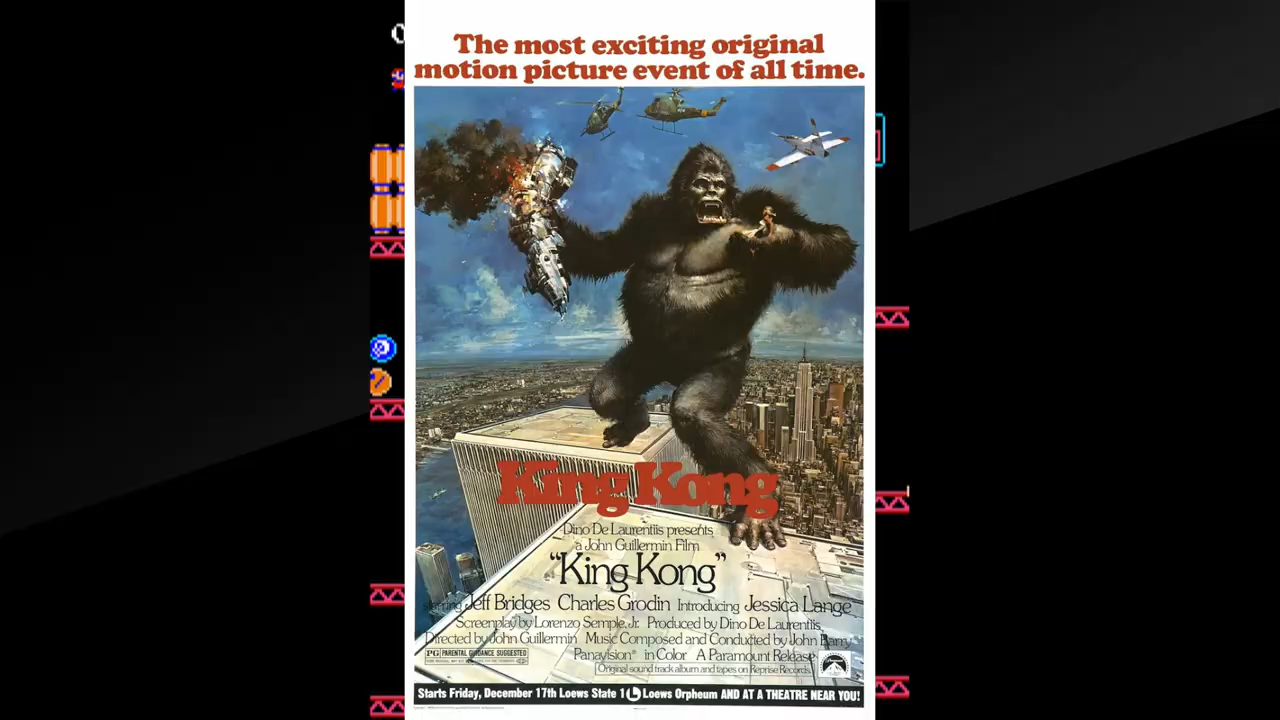 The most exciting original
motion picture event of all time.
King Kong
Dino De Laurentiis presents
a John Guillermin Film
"King Kong"
starring Jeff Bridges Charles Grodin Introducing Jessica Lange
Screenplay by Lorenzo Semple, Jr. Produced by Dino De Laurentiis
Directed by John Guillermin Music Composed and Conducted by John Barry
Panavision® in Color A Paramount Release
PG PARENTAL GUIDANCE SUGGESTED
Original sound track album and tapes on Reprise Records
Paramount
Starts Friday, December 17th Loews State 1 Loews Orpheum AND AT A THEATRE NEAR YOU!